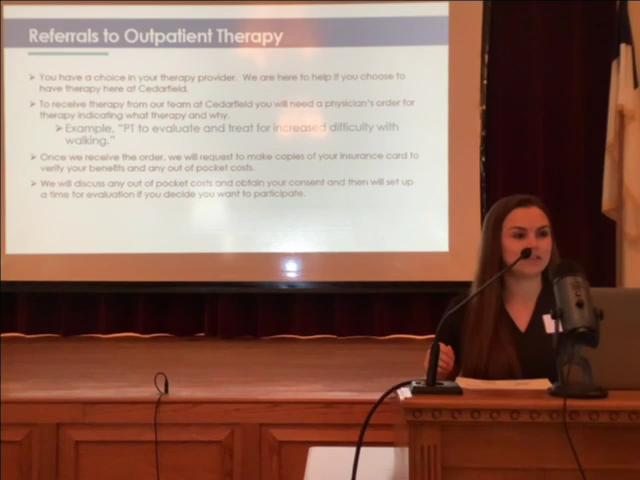 Referrals to Outpatient Therapy
➢ You have a choice in your therapy provider. We are here to help if you choose to
have therapy here at Cedarfield.
➢ To receive therapy from our team at Cedarfield you will need a physician's order for
therapy indicating what therapy and why.
➢ Example, "PT to evaluate and treat for increased difficulty with
walking."
➢ Once we receive the order, we will request to make copies of your insurance card to
verify your benefits and any out of pocket costs.
➢ We will discuss any out of pocket costs and obtain your consent and then will set up
a time for evaluation if you decide you want to participate.